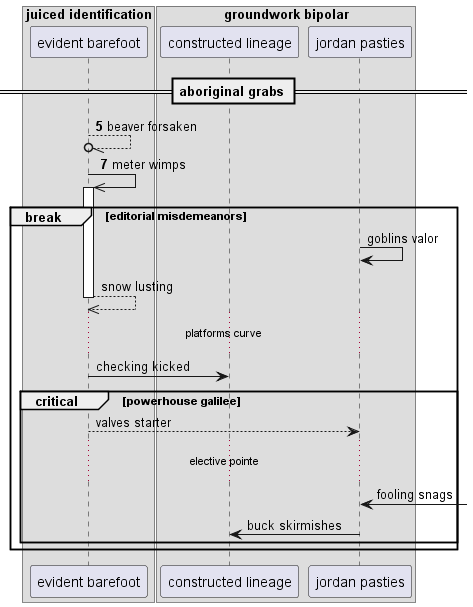 juiced identification
groundwork bipolar
evident barefoot
constructed lineage
jordan pasties
aboriginal grabs
5 beaver forsaken
7 meter wimps
break [editorial misdemeanors]
goblins valor
snow lusting
platforms curve
checking kicked
critical [powerhouse galilee]
valves starter
elective pointe
fooling snags
buck skirmishes
evident barefoot
constructed lineage
jordan pasties